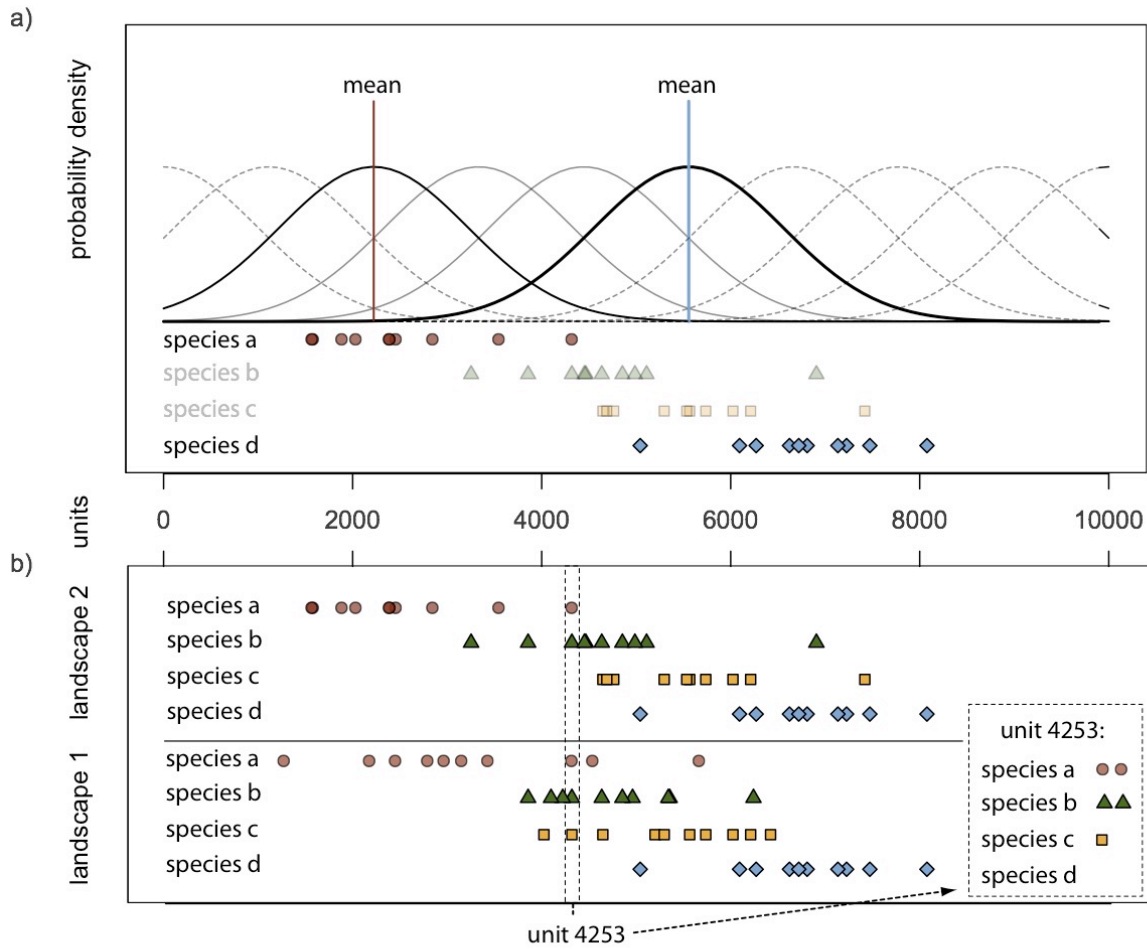 a)
probability density
mean
mean
species a
species b
species c
species d
units
0 2000 4000 6000 8000 10000
b)
landscape 2
species a
species b
species c
species d
landscape 1
species a
species b
species c
species d
unit 4253:
species a
species b
species c
species d
unit 4253